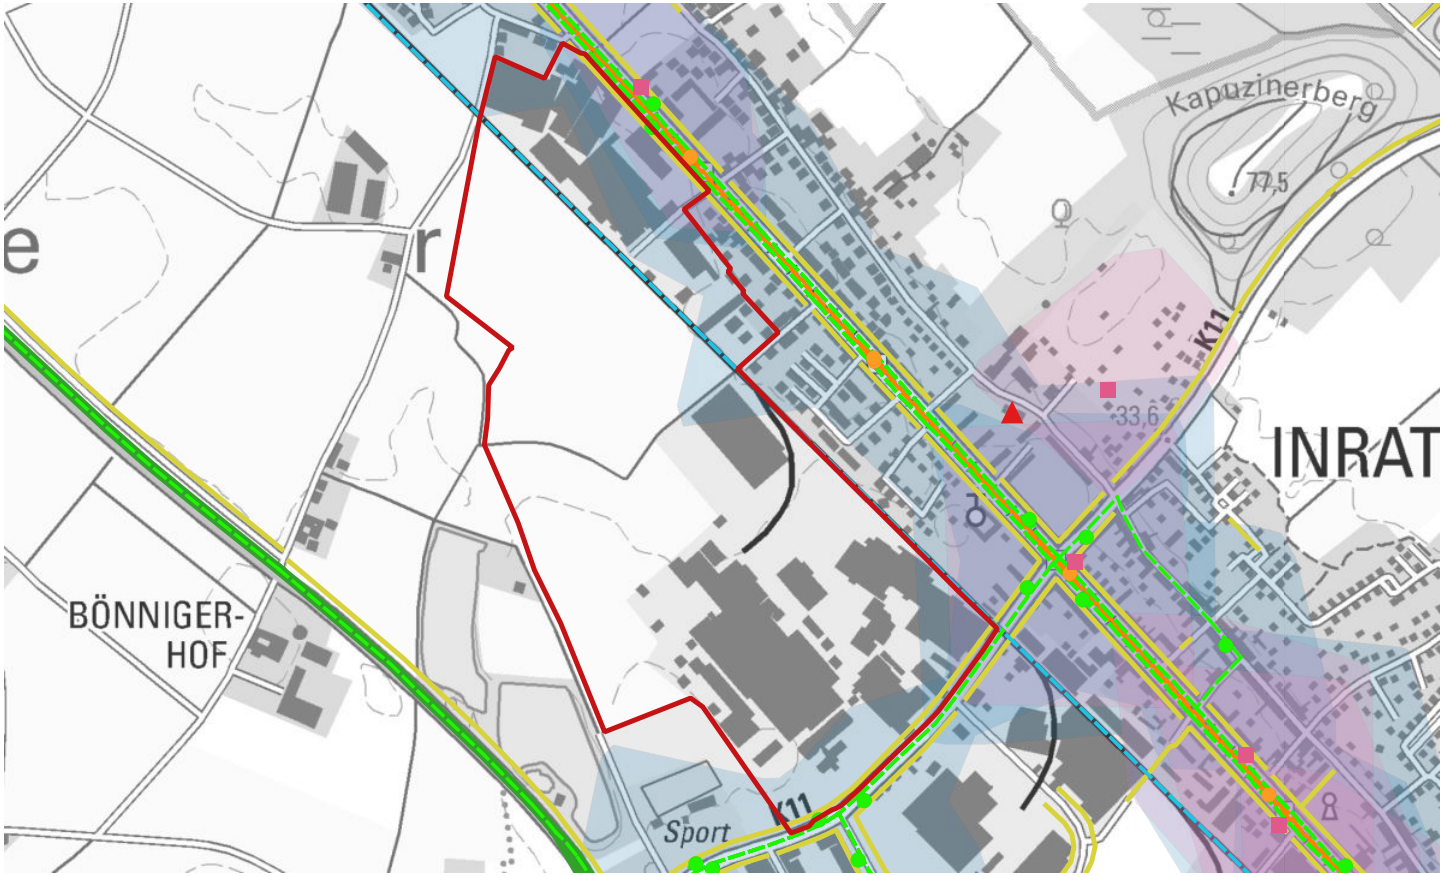 Kapuzinerberg
77,5
e
r
K11
33,6
INRAT
BÖNNIGER-
HOF
K11
Sport